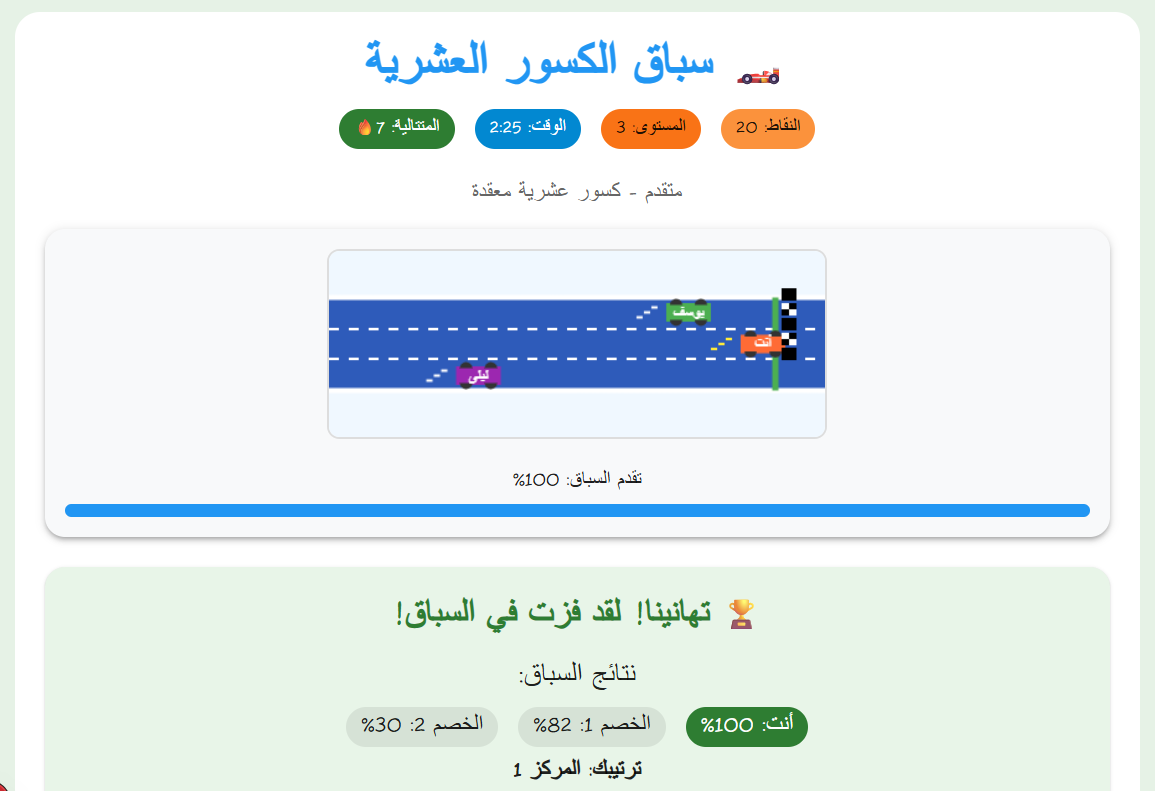 سباق الكسور العشرية
النقاط: 20 المستوى: 3 الوقت: 2:25 المتتالية: 7
متقدم - كسور عشرية معقدة
يوسف
أنت
ليلى
تقدم السباق: 100%
تهانينا! لقد فزت في السباق!
نتائج السباق:
أنت: 100% الخصم 1: 82% الخصم 2: 30%
ترتيبك: المركز 1